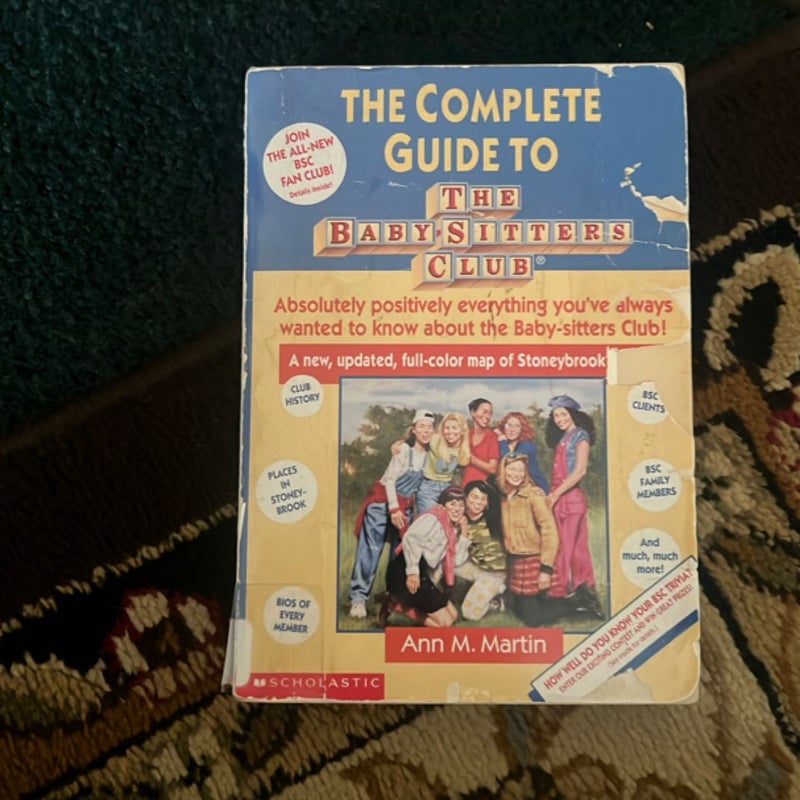 THE COMPLETE
GUIDE TO
THE
BABY-SITTERS
CLUB®
JOIN
THE ALL-NEW
BSC
FAN CLUB!
Details Inside!
Absolutely positively everything you've always
wanted to know about the Baby-sitters Club!
A new, updated, full-color map of Stoneybrook
CLUB
HISTORY
BSC
CLIENTS
PLACES
IN
STONEY-
BROOK
BSC
FAMILY
MEMBERS
And
much, much
more!
BIOS OF
EVERY
MEMBER
HOW WELL DO YOU KNOW YOUR BSC TRIVIA?
ENTER OUR EXCITING CONTEST AND WIN GREAT PRIZES!
(See inside for details.)
Ann M. Martin
SCHOLASTIC